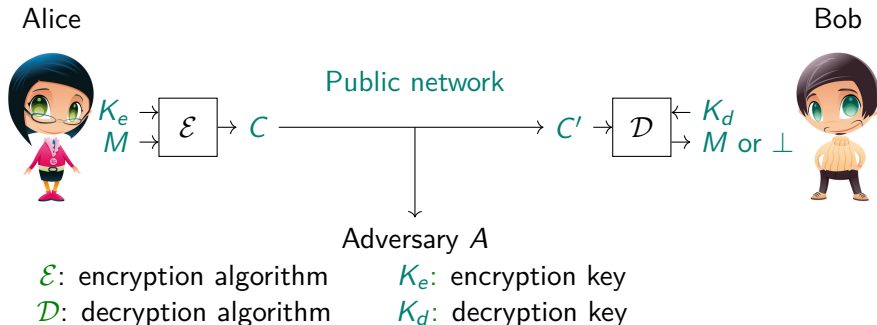 Alice Bob
Public network
K_e
M
ℰ
C
C'
𝒟
K_d
M or ⊥
Adversary A
ℰ: encryption algorithm K_e: encryption key
𝒟: decryption algorithm K_d: decryption key